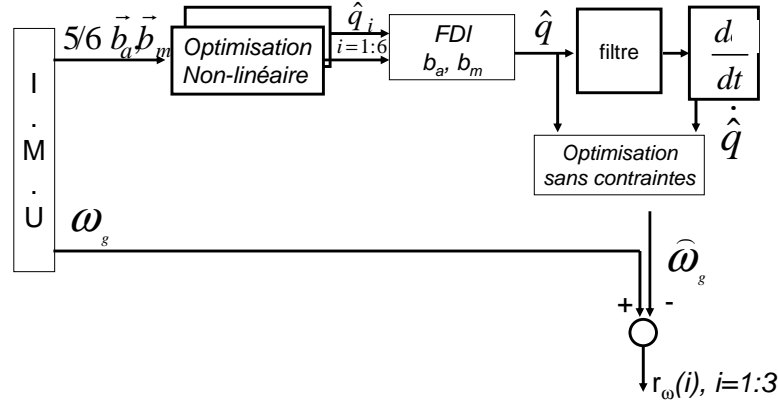 I
.
M
.
U
5/6 b⃗a, b⃗m
Optimisation
Non-linéaire
q̂ i
i = 1:6
FDI
ba, bm
q̂
filtre
d
dt
q̂̇
Optimisation
sans contraintes
ωg
ω̂g
+ -
rω(i), i=1:3